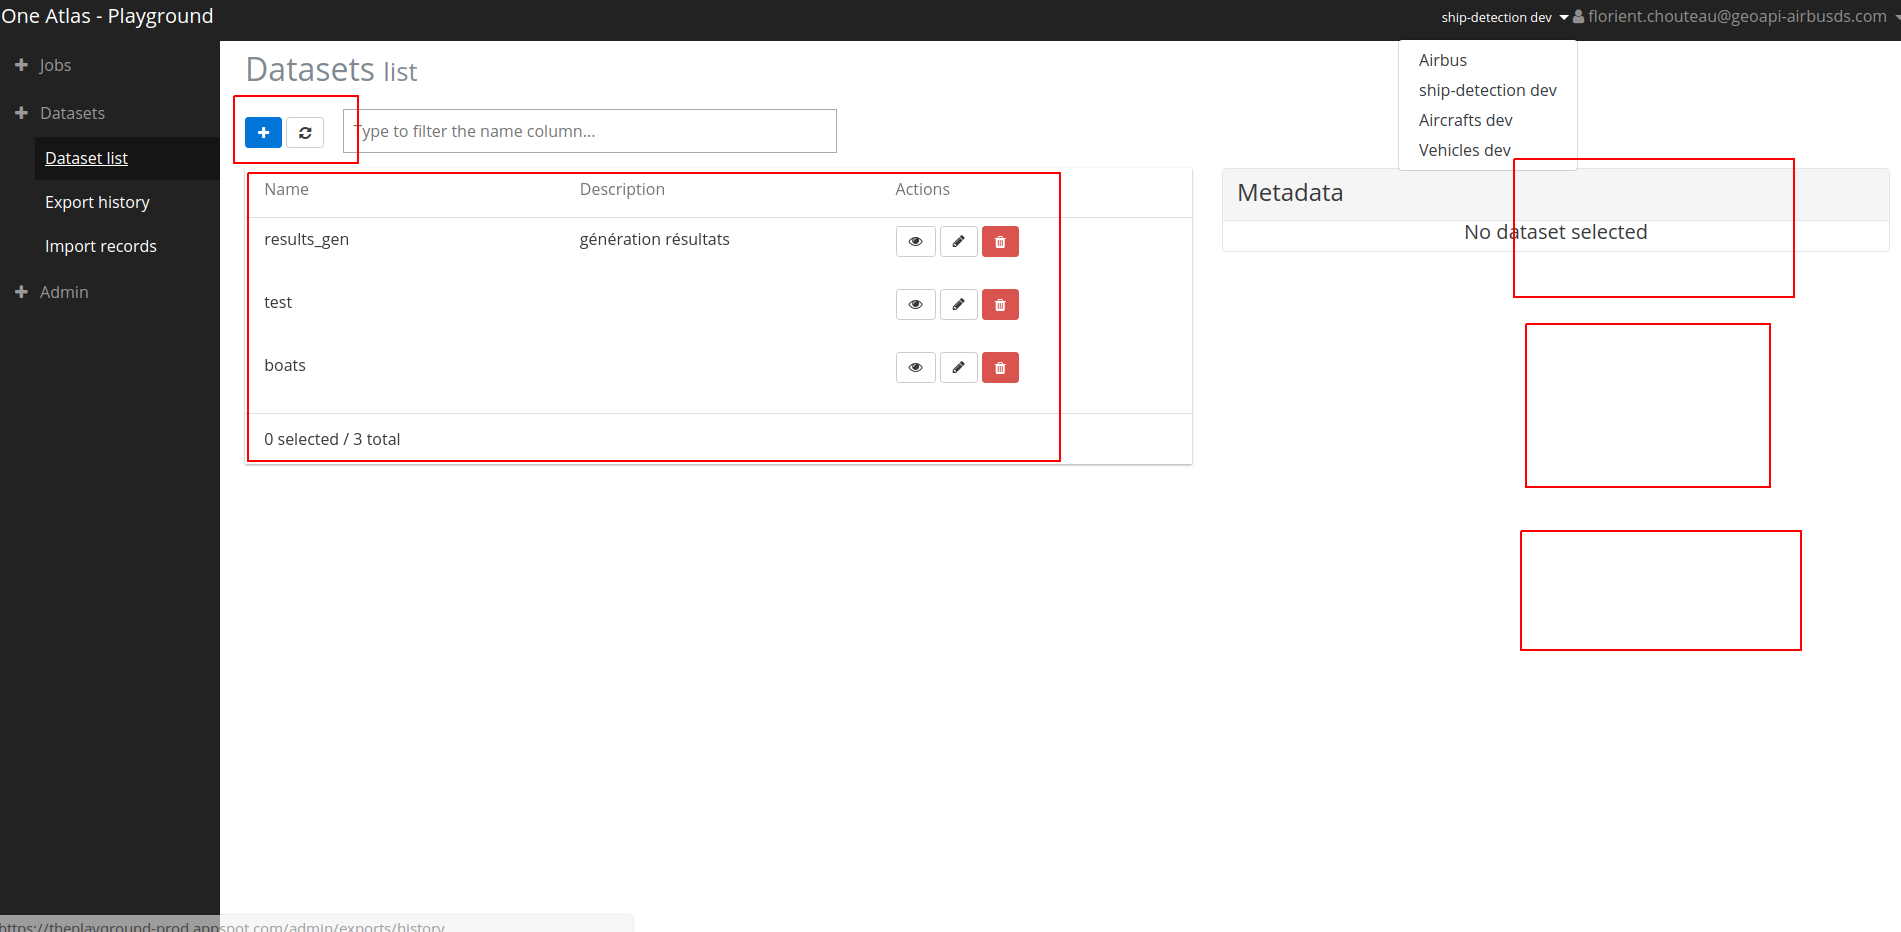 One Atlas - Playground
ship-detection dev
florient.chouteau@geoapi-airbusds.com
Airbus
ship-detection dev
Aircrafts dev
Vehicles dev
Jobs
Datasets
Dataset list
Export history
Import records
Admin
Datasets list
Type to filter the name column...
Name Description Actions
results_gen génération résultats
test
boats
0 selected / 3 total
Metadata
No dataset selected
https://theplayground-prod.appspot.com/admin/exports/history